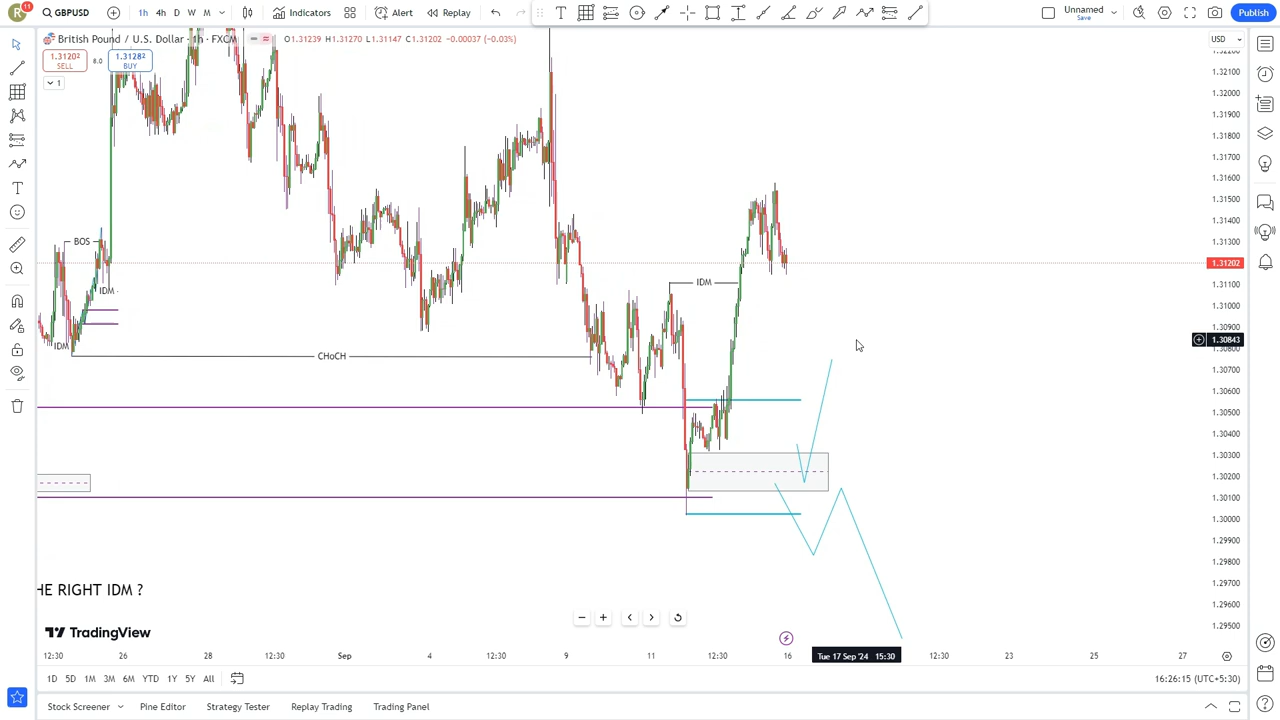 R 11 GBPUSD 1h 4h D W M Indicators Alert Replay Unnamed Save Publish
British Pound / U.S. Dollar · 1h · FXCM O1.31239 H1.31270 L1.31147 C1.31202 −0.00037 (−0.03%) USD
1.31202 SELL 8.0 1.31282 BUY
1
1.32100
1.32000
1.31900
1.31800
1.31700
1.31600
1.31500
1.31400
BOS
1.31300
1.31202
IDM
1.31100
IDM
1.31000
1.30900
1.30843
IDM
1.30800
CHoCH
1.30700
1.30600
1.30500
1.30400
1.30300
1.30200
1.30100
1.30000
1.29900
1.29800
1.29700
HE RIGHT IDM ?
1.29600
1.29500
TradingView
12:30 26 28 12:30 Sep 4 12:30 9 11 12:30 16 Tue 17 Sep '24 15:30 12:30 23 25 27
1D 5D 1M 3M 6M YTD 1Y 5Y All 16:26:15 (UTC+5:30)
Stock Screener Pine Editor Strategy Tester Replay Trading Trading Panel